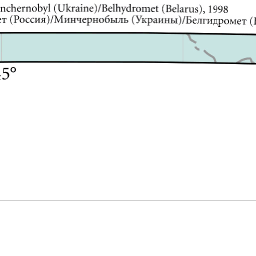 nchernobyl (Ukraine)/Belhydromet (Belarus), 1998
ет (Россия)/Минчернобыль (Украины)/Белгидромет (
5°